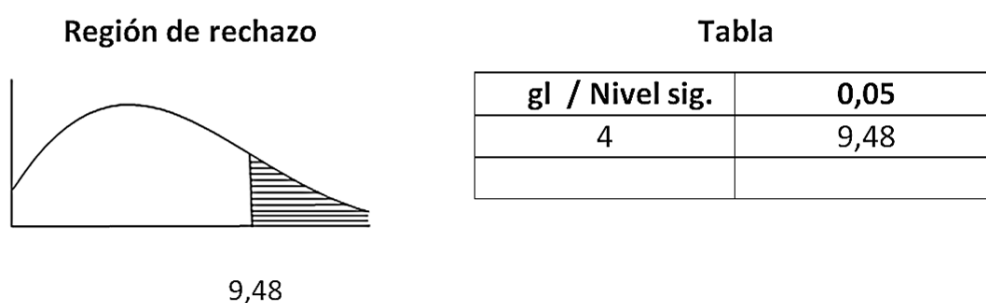 Región de rechazo
Tabla
gl / Nivel sig. 0,05
4 9,48
9,48